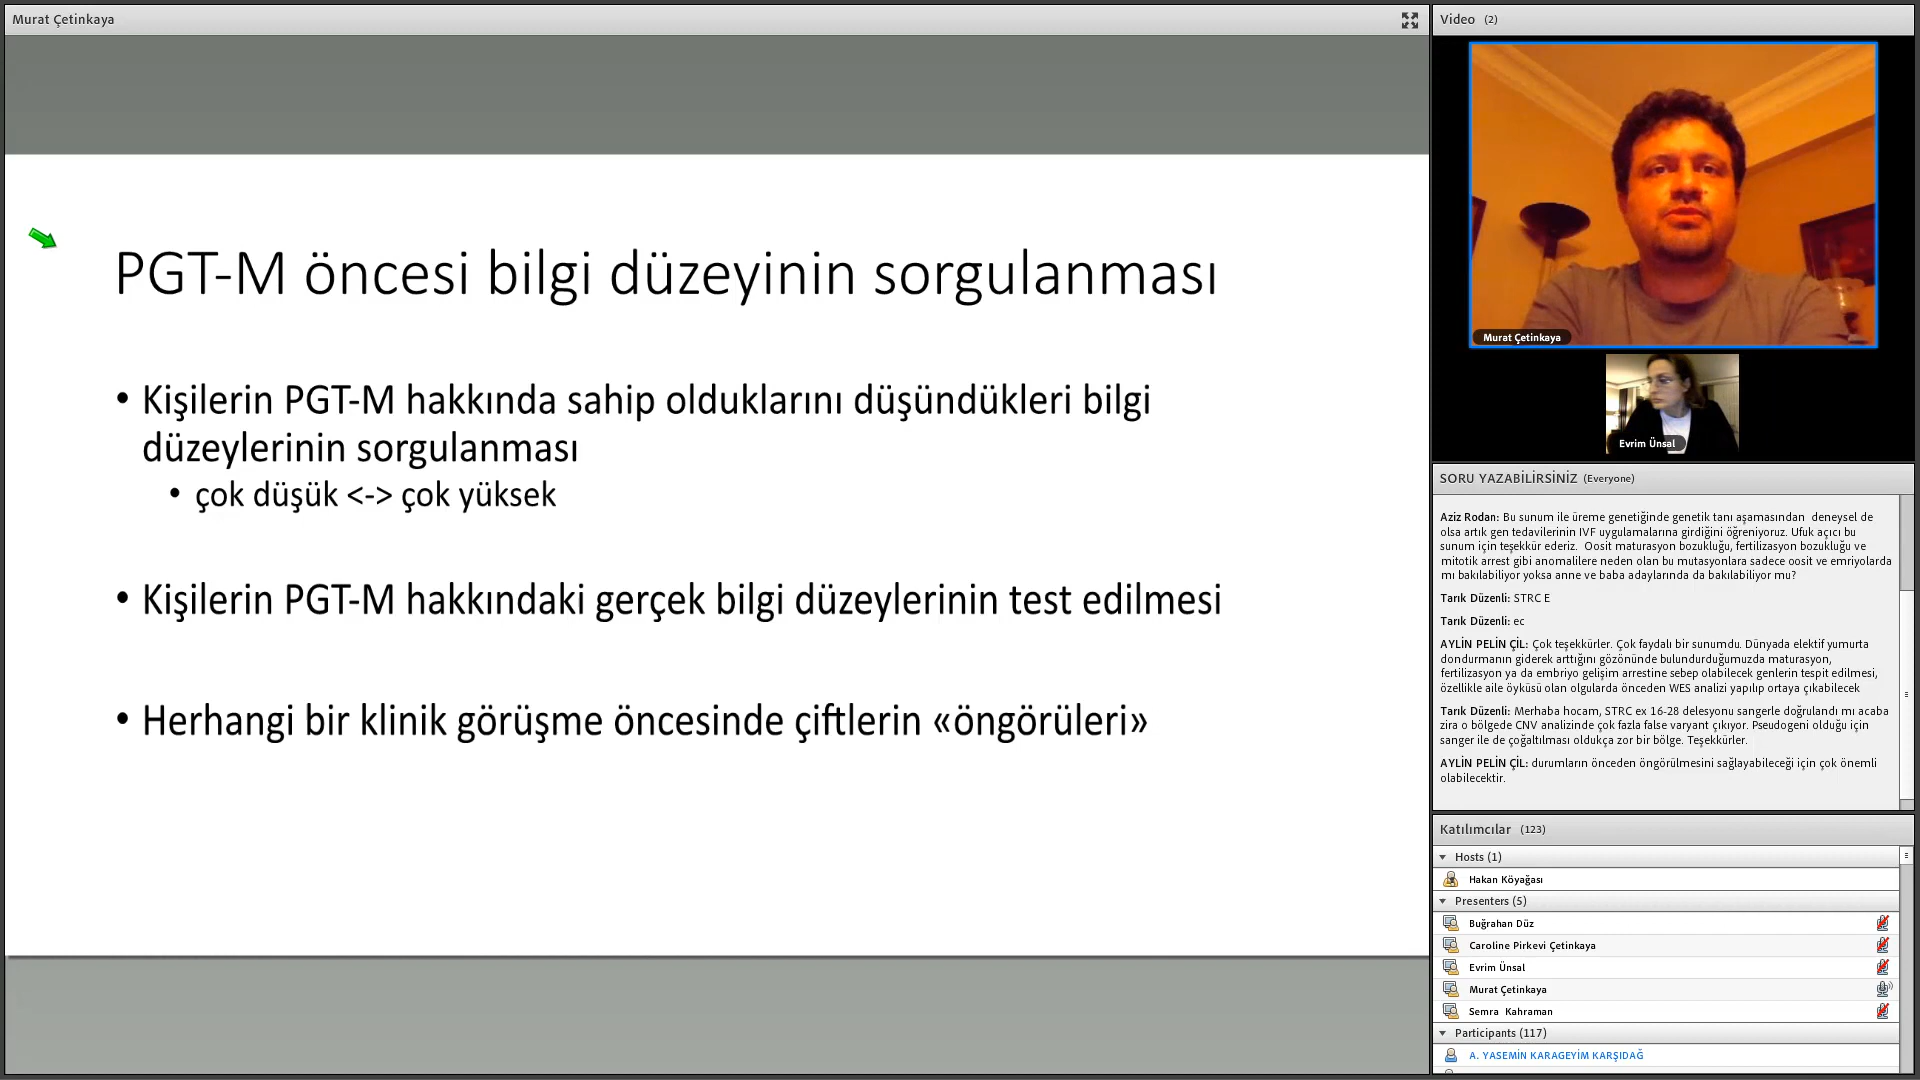 Murat Çetinkaya
PGT-M öncesi bilgi düzeyinin sorgulanması
• Kişilerin PGT-M hakkında sahip olduklarını düşündükleri bilgi
düzeylerinin sorgulanması
• çok düşük <-> çok yüksek
• Kişilerin PGT-M hakkındaki gerçek bilgi düzeylerinin test edilmesi
• Herhangi bir klinik görüşme öncesinde çiftlerin «öngörüleri»
Video (2)
Murat Çetinkaya
Evrim Ünsal
SORU YAZABİLİRSİNİZ (Everyone)
Aziz Rodan: Bu sunum ile üreme genetiğinde genetik tanı aşamasından deneysel de
olsa artık gen tedavilerinin IVF uygulamalarına girdiğini öğreniyoruz. Ufuk açıcı bu
sunum için teşekkür ederiz. Oosit maturasyon bozukluğu, fertilizasyon bozukluğu ve
mitotik arrest gibi anomalilere neden olan bu mutasyonlara sadece oosit ve emriyolarda
mı bakılabiliyor yoksa anne ve baba adaylarında da bakılabiliyor mu?
Tarık Düzenli: STRC E
Tarık Düzenli: ec
AYLİN PELİN ÇİL: Çok teşekkürler. Çok faydalı bir sunumdu. Dünyada elektif yumurta
dondurmanın giderek arttığını gözönünde bulundurduğumuzda maturasyon,
fertilizasyon ya da embriyo gelişim arrestine sebep olabilecek genlerin tespit edilmesi,
özellikle aile öyküsü olan olgularda önceden WES analizi yapılıp ortaya çıkabilecek
Tarık Düzenli: Merhaba hocam, STRC ex 16-28 delesyonu sangerle doğrulandı mı acaba
zira o bölgede CNV analizinde çok fazla false varyant çıkıyor. Pseudogeni olduğu için
sanger ile de çoğaltılması oldukça zor bir bölge. Teşekkürler.
AYLİN PELİN ÇİL: durumların önceden öngörülmesini sağlayabileceği için çok önemli
olabilecektir.
Katılımcılar (123)
Hosts (1)
Hakan Köyağası
Presenters (5)
Buğrahan Düz
Caroline Pirkevi Çetinkaya
Evrim Ünsal
Murat Çetinkaya
Semra Kahraman
Participants (117)
A. YASEMİN KARAGEYİM KARŞIDAĞ